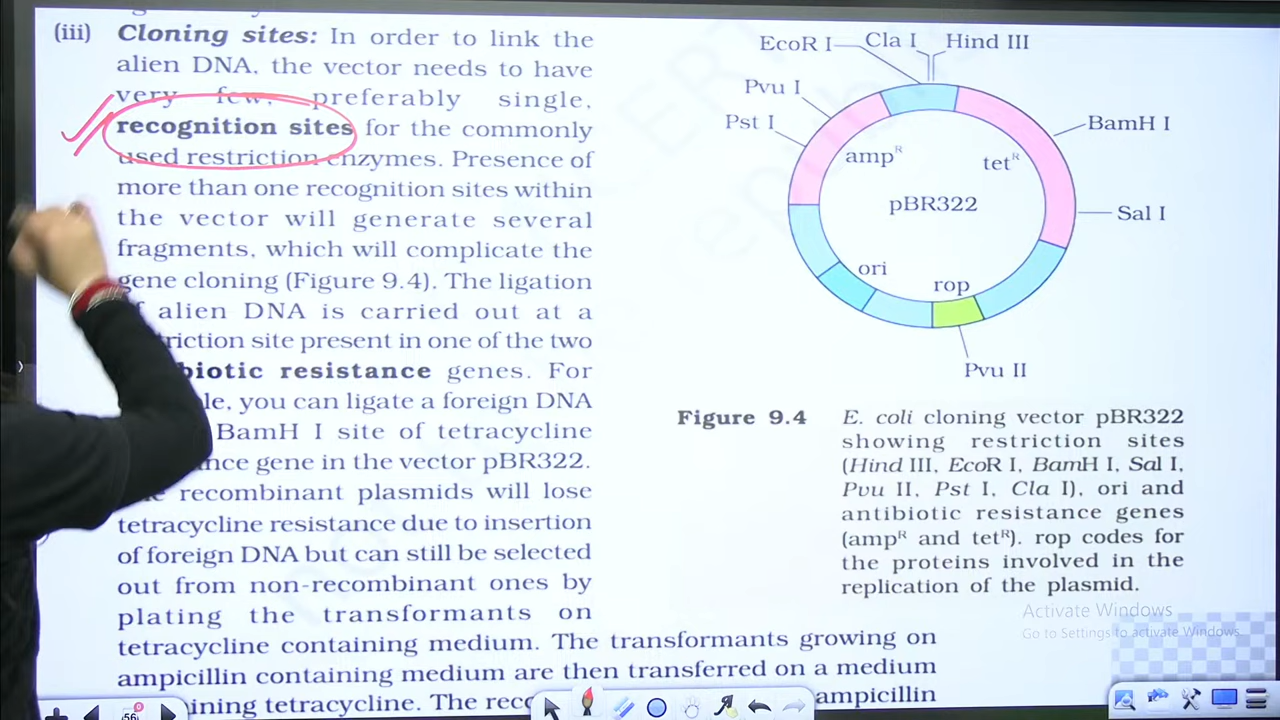 (iii) Cloning sites: In order to link the
alien DNA, the vector needs to have
very few, preferably single,
recognition sites for the commonly
used restriction enzymes. Presence of
more than one recognition sites within
the vector will generate several
fragments, which will complicate the
gene cloning (Figure 9.4). The ligation
alien DNA is carried out at a
riction site present in one of the two
biotic resistance genes. For
le, you can ligate a foreign DNA
BamH I site of tetracycline
nce gene in the vector pBR322.
recombinant plasmids will lose
tetracycline resistance due to insertion
of foreign DNA but can still be selected
out from non-recombinant ones by
plating the transformants on
tetracycline containing medium. The transformants growing on
ampicillin containing medium are then transferred on a medium
ining tetracycline. The rec ampicillin
EcoR I Cla I Hind III
Pvu I
Pst I
BamH I
ampᴿ tetᴿ
pBR322
Sal I
ori
rop
Pvu II
Figure 9.4 E. coli cloning vector pBR322
showing restriction sites
(Hind III, EcoR I, BamH I, Sal I,
Pvu II, Pst I, Cla I), ori and
antibiotic resistance genes
(ampᴿ and tetᴿ). rop codes for
the proteins involved in the
replication of the plasmid.
Activate Windows
Go to Settings to activate Windows.
56